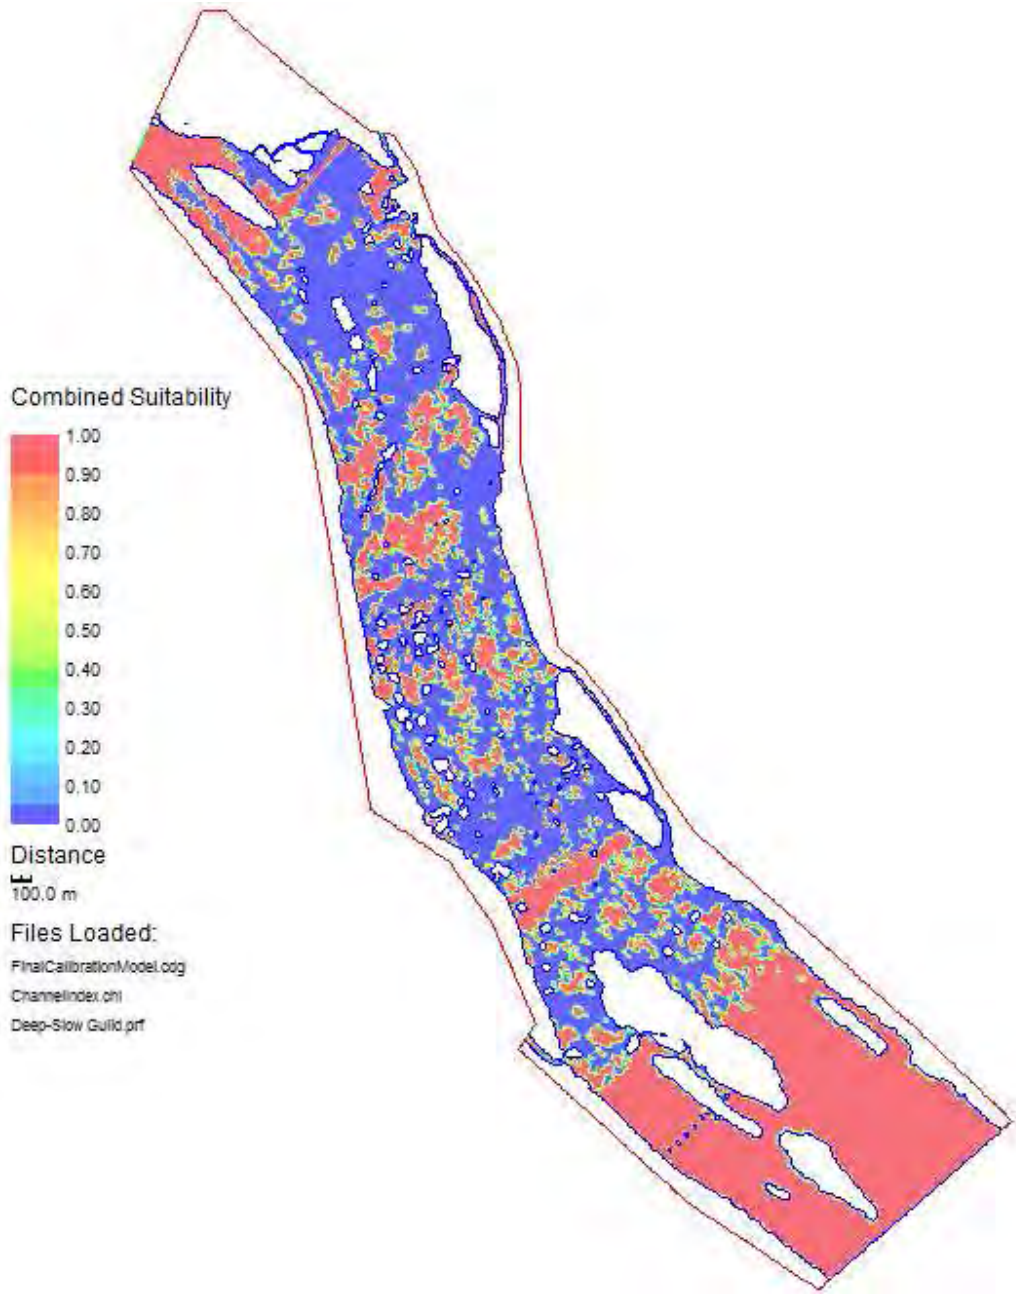 Combined Suitability
1.00
0.90
0.80
0.70
0.60
0.50
0.40
0.30
0.20
0.10
0.00
Distance
100.0 m
Files Loaded:
FinalCalibrationModel.cdg
ChannelIndex.chi
Deep-Slow Guild.prf